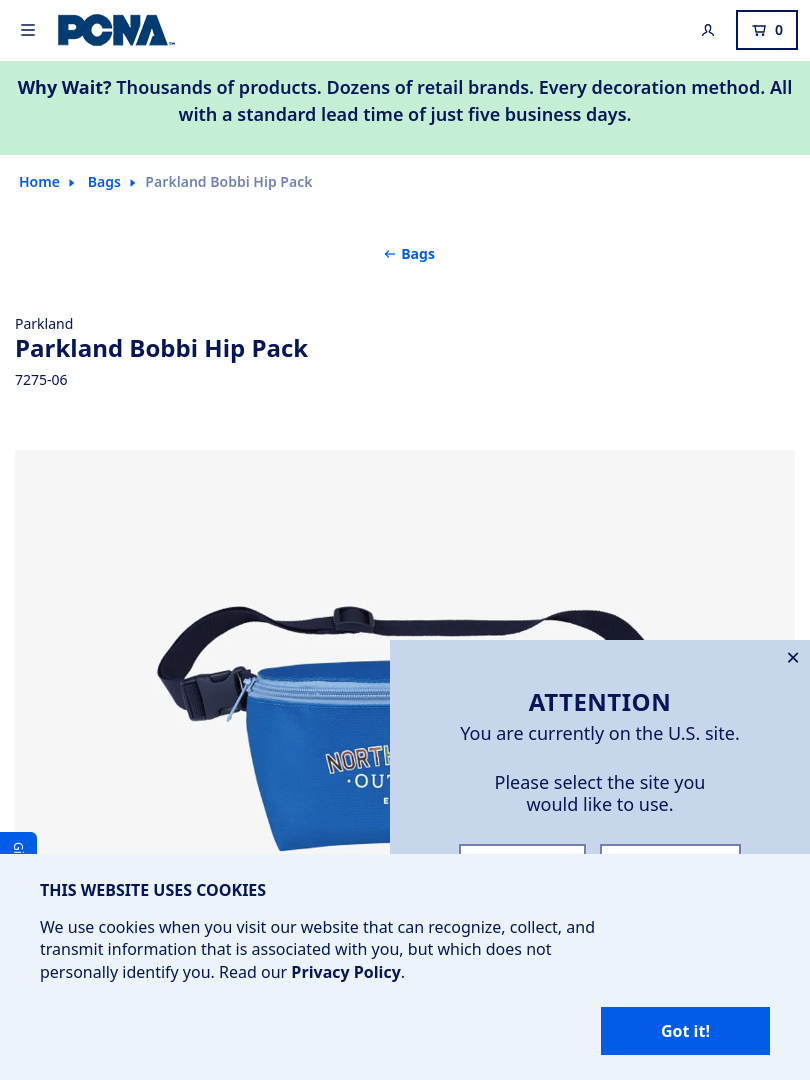 PCNA
0
Why Wait? Thousands of products. Dozens of retail brands. Every decoration method. All
with a standard lead time of just five business days.
Home
Bags
Parkland Bobbi Hip Pack
Bags
Parkland
Parkland Bobbi Hip Pack
7275-06
NORTH
OUT
E
ATTENTION
You are currently on the U.S. site.
Please select the site you
would like to use.
Gi
THIS WEBSITE USES COOKIES
We use cookies when you visit our website that can recognize, collect, and
transmit information that is associated with you, but which does not
personally identify you. Read our Privacy Policy.
Got it!